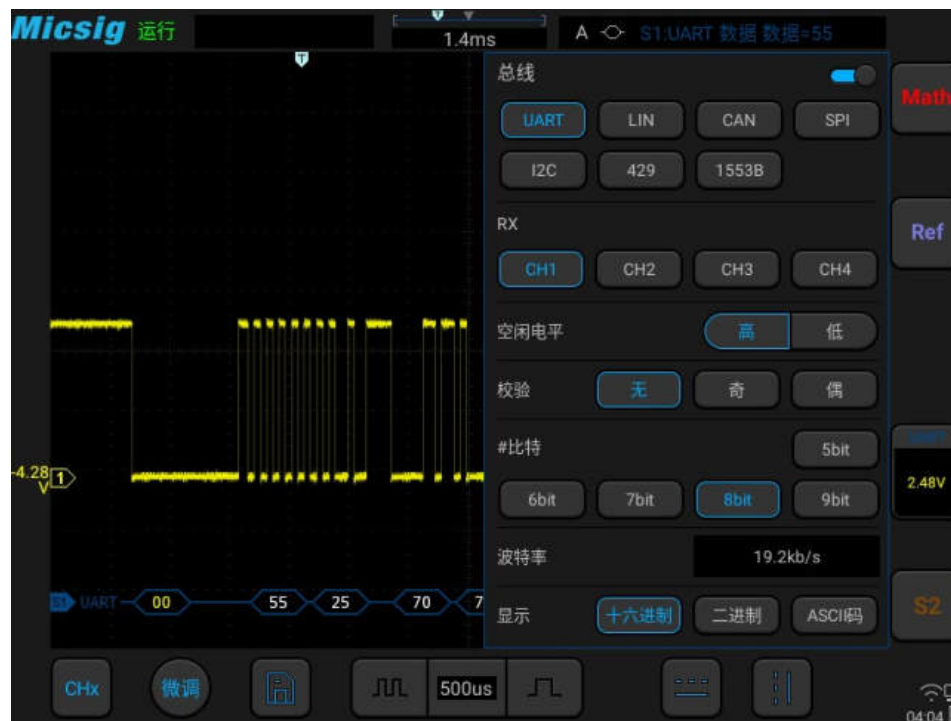 Micsig 运行
1.4ms
A S1:UART 数据 数据=55
T
T
总线
UART LIN CAN SPI
I2C 429 1553B
Math
RX
CH1 CH2 CH3 CH4
Ref
空闲电平 高 低
校验 无 奇 偶
#比特 5bit
6bit 7bit 8bit 9bit
-4.28
V
1
UART
2.48V
波特率 19.2kb/s
S1 UART 00 55 25 70 7
显示 十六进制 二进制 ASCII码
S2
CHx 微调 500us
04:04